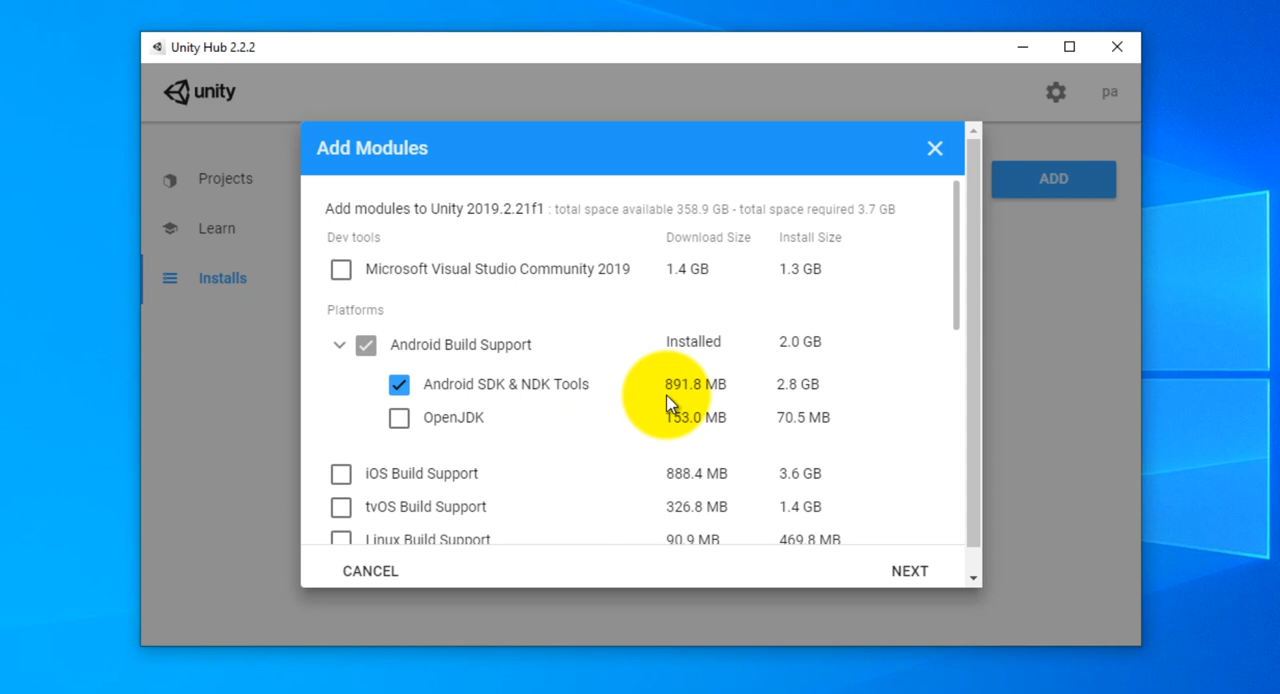 Unity Hub 2.2.2
unity
pa
Add Modules
ADD
Projects
Learn
Installs
Add modules to Unity 2019.2.21f1 : total space available 358.9 GB - total space required 3.7 GB
Dev tools Download Size Install Size
Microsoft Visual Studio Community 2019 1.4 GB 1.3 GB
Platforms
Android Build Support Installed 2.0 GB
Android SDK & NDK Tools 891.8 MB 2.8 GB
OpenJDK 153.0 MB 70.5 MB
iOS Build Support 888.4 MB 3.6 GB
tvOS Build Support 326.8 MB 1.4 GB
Linux Build Support 90.9 MB 469.8 MB
CANCEL NEXT